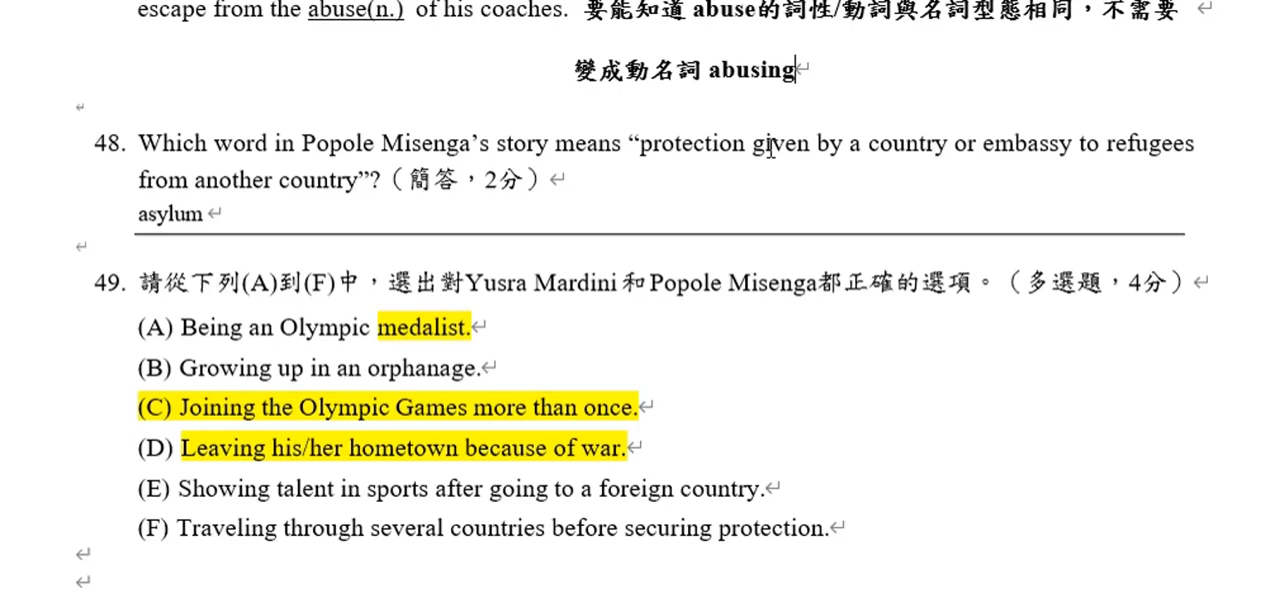 escape from the abuse(n.) of his coaches. 要能知道 abuse的詞性/動詞與名詞型態相同，不需要
變成動名詞 abusing
48. Which word in Popole Misenga’s story means “protection given by a country or embassy to refugees
from another country”?（簡答，2分）
asylum
49. 請從下列(A)到(F)中，選出對Yusra Mardini和Popole Misenga都正確的選項。（多選題，4分）
(A) Being an Olympic medalist.
(B) Growing up in an orphanage.
(C) Joining the Olympic Games more than once.
(D) Leaving his/her hometown because of war.
(E) Showing talent in sports after going to a foreign country.
(F) Traveling through several countries before securing protection.